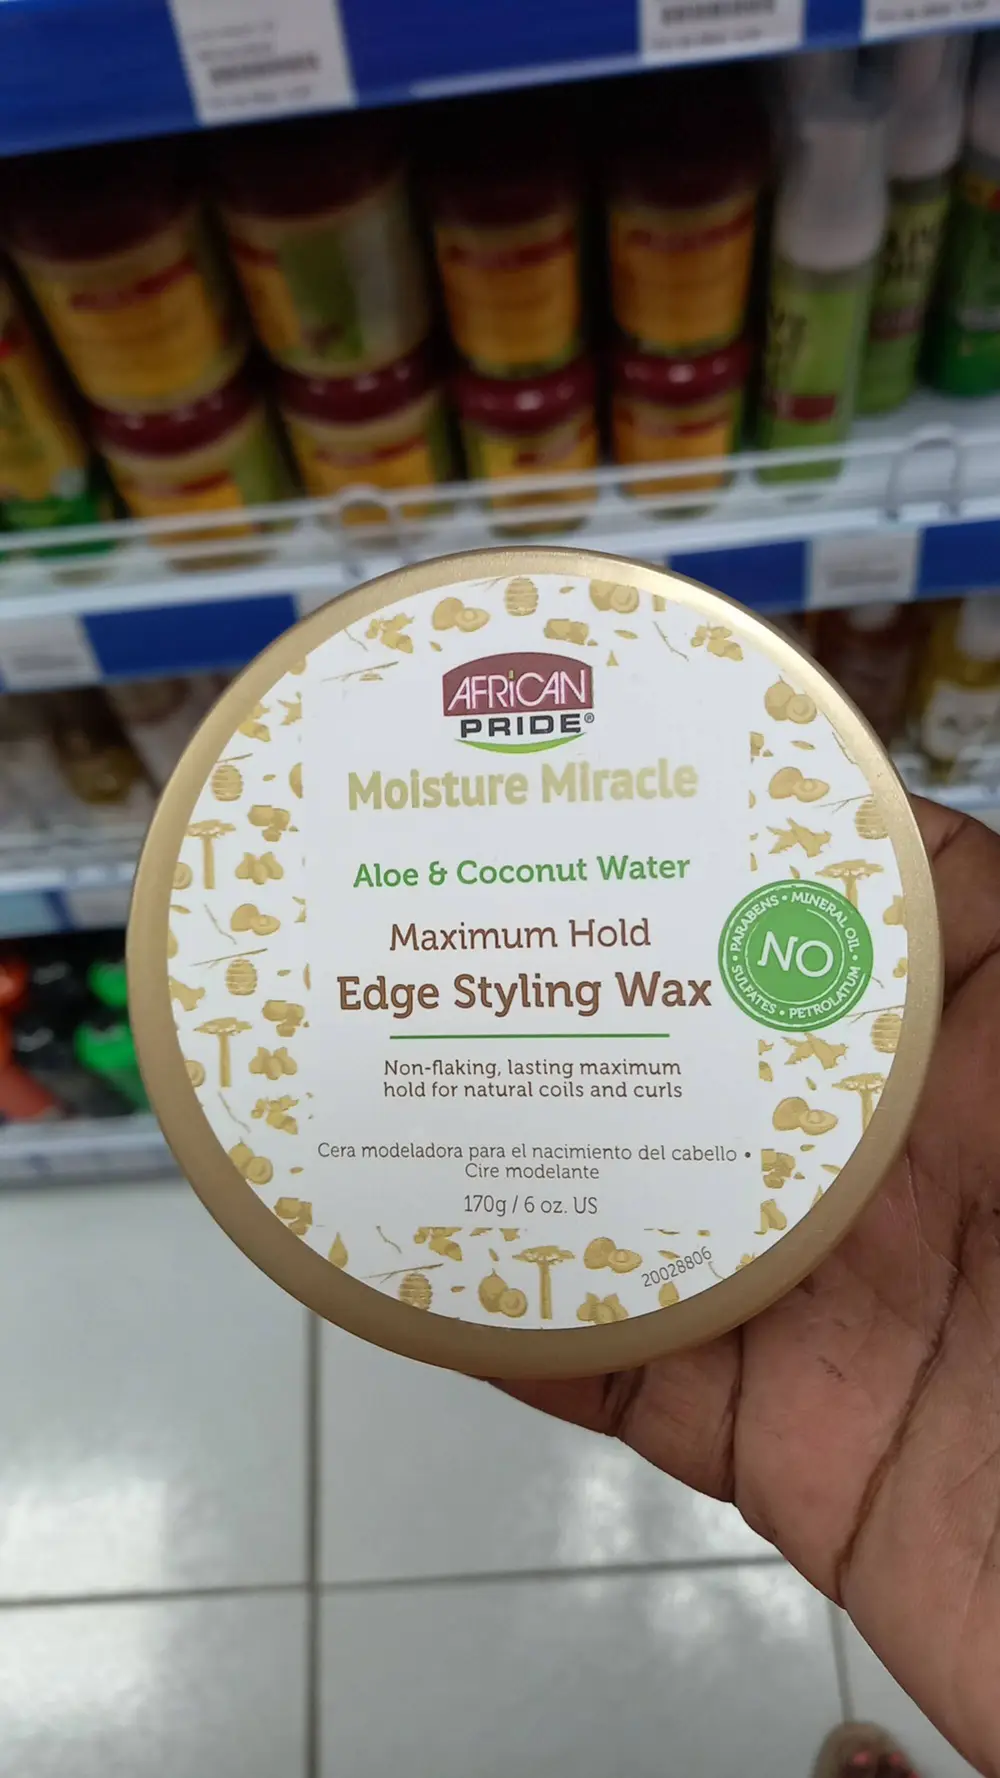 AFRiCAN
PRIDE®
Moisture Miracle
Aloe & Coconut Water
Maximum Hold
Edge Styling Wax
PARABENS • MINERAL OIL • PETROLATUM • SULFATES •
NO
Non-flaking, lasting maximum
hold for natural coils and curls
Cera modeladora para el nacimiento del cabello •
Cire modelante
170g / 6 oz. US
20028806